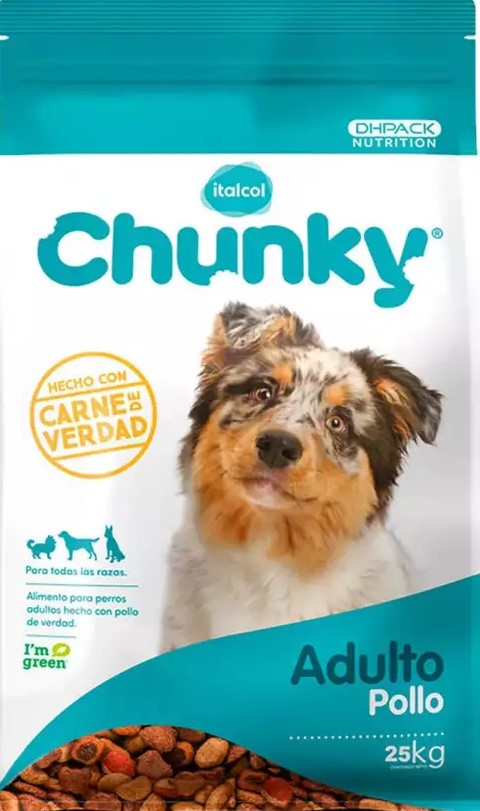 DHPACK
NUTRITION
italcol
Chunky®
HECHO CON
CARNE DE
VERDAD
Para todas las razas.
Alimento para perros
adultos hecho con pollo
de verdad.
I'm
green
Adulto
Pollo
25kg